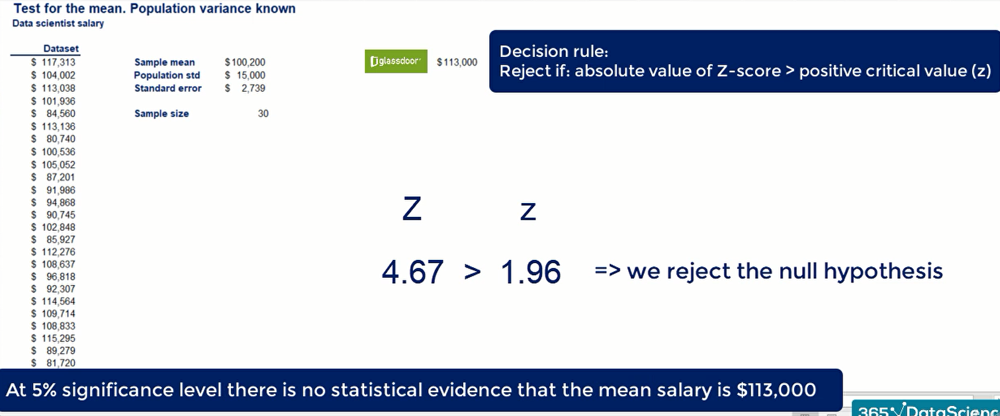 Test for the mean. Population variance known
Data scientist salary
Dataset
$ 117,313
$ 104,002
$ 113,038
$ 101,936
$ 84,560
$ 113,136
$ 80,740
$ 100,536
$ 105,052
$ 87,201
$ 91,986
$ 94,868
$ 90,745
$ 102,848
$ 85,927
$ 112,276
$ 108,637
$ 96,818
$ 92,307
$ 114,564
$ 109,714
$ 108,833
$ 115,295
$ 89,279
$ 81,720
Sample mean $100,200
Population std $ 15,000
Standard error $ 2,739
Sample size 30
glassdoor $113,000
Decision rule:
Reject if: absolute value of Z-score > positive critical value (z)
Z z
4.67 > 1.96 => we reject the null hypothesis
At 5% significance level there is no statistical evidence that the mean salary is $113,000
365 DataScienc